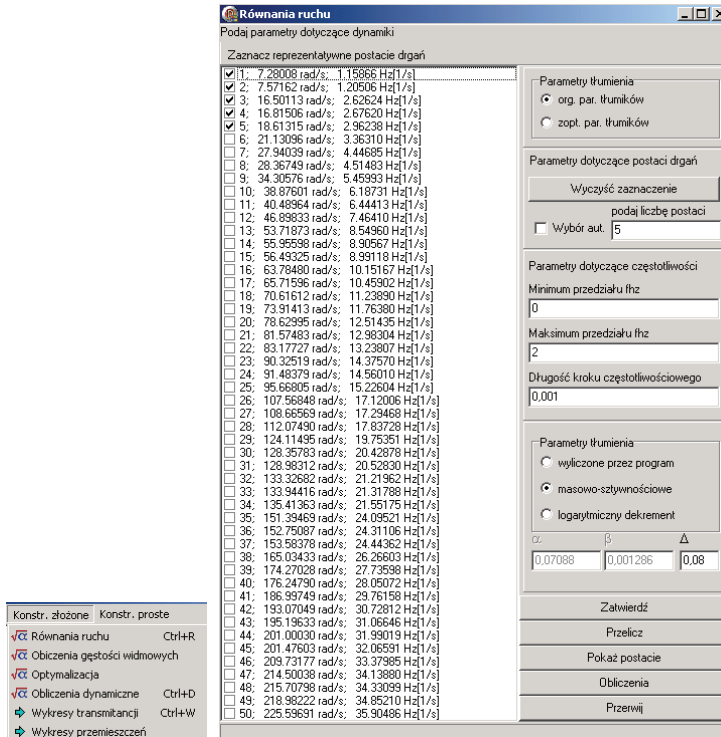 Równania ruchu
Podaj parametry dotyczące dynamiki
Zaznacz reprezentatywne postacie drgań
1; 7.28008 rad/s; 1.15866 Hz[1/s]
2; 7.57162 rad/s; 1.20506 Hz[1/s]
3; 16.50113 rad/s; 2.62624 Hz[1/s]
4; 16.81506 rad/s; 2.67620 Hz[1/s]
5; 18.61315 rad/s; 2.96238 Hz[1/s]
6; 21.13096 rad/s; 3.36310 Hz[1/s]
7; 27.94039 rad/s; 4.44685 Hz[1/s]
8; 28.36749 rad/s; 4.51483 Hz[1/s]
9; 34.30576 rad/s; 5.45993 Hz[1/s]
10; 38.87601 rad/s; 6.18731 Hz[1/s]
11; 40.48964 rad/s; 6.44413 Hz[1/s]
12; 46.89833 rad/s; 7.46410 Hz[1/s]
13; 53.71873 rad/s; 8.54960 Hz[1/s]
14; 55.95598 rad/s; 8.90567 Hz[1/s]
15; 56.49325 rad/s; 8.99118 Hz[1/s]
16; 63.78480 rad/s; 10.15167 Hz[1/s]
17; 65.71596 rad/s; 10.45902 Hz[1/s]
18; 70.61612 rad/s; 11.23890 Hz[1/s]
19; 73.91413 rad/s; 11.76380 Hz[1/s]
20; 78.62995 rad/s; 12.51435 Hz[1/s]
21; 81.57483 rad/s; 12.98304 Hz[1/s]
22; 83.17727 rad/s; 13.23807 Hz[1/s]
23; 90.32519 rad/s; 14.37570 Hz[1/s]
24; 91.48379 rad/s; 14.56010 Hz[1/s]
25; 95.66805 rad/s; 15.22604 Hz[1/s]
26; 107.56848 rad/s; 17.12006 Hz[1/s]
27; 108.66569 rad/s; 17.29468 Hz[1/s]
28; 112.07490 rad/s; 17.83728 Hz[1/s]
29; 124.11495 rad/s; 19.75351 Hz[1/s]
30; 128.35783 rad/s; 20.42878 Hz[1/s]
31; 128.98312 rad/s; 20.52830 Hz[1/s]
32; 133.32682 rad/s; 21.21962 Hz[1/s]
33; 133.94416 rad/s; 21.31788 Hz[1/s]
34; 135.41363 rad/s; 21.55175 Hz[1/s]
35; 151.39469 rad/s; 24.09521 Hz[1/s]
36; 152.75087 rad/s; 24.31106 Hz[1/s]
37; 153.58378 rad/s; 24.44362 Hz[1/s]
38; 165.03433 rad/s; 26.26603 Hz[1/s]
39; 174.27028 rad/s; 27.73598 Hz[1/s]
40; 176.24790 rad/s; 28.05072 Hz[1/s]
41; 186.99749 rad/s; 29.76158 Hz[1/s]
42; 193.07049 rad/s; 30.72812 Hz[1/s]
43; 195.19633 rad/s; 31.06646 Hz[1/s]
44; 201.00030 rad/s; 31.99019 Hz[1/s]
45; 201.47603 rad/s; 32.06591 Hz[1/s]
46; 209.73177 rad/s; 33.37985 Hz[1/s]
47; 214.50038 rad/s; 34.13880 Hz[1/s]
48; 215.70798 rad/s; 34.33099 Hz[1/s]
49; 218.98222 rad/s; 34.85210 Hz[1/s]
50; 225.59691 rad/s; 35.90486 Hz[1/s]
Parametry tłumienia
org. par. tłumików
zopt. par. tłumików
Parametry dotyczące postaci drgań
Wyczyść zaznaczenie
podaj liczbę postaci
Wybór aut. 5
Parametry dotyczące częstotliwości
Minimum przedziału fhz
0
Maksimum przedziału fhz
2
Długość kroku częstotliwościowego
0,001
Parametry tłumienia
wyliczone przez program
masowo-sztywnościowe
logarytmiczny dekrement
α β Δ
0,07088 0,001286 0,08
Zatwierdź
Przelicz
Pokaż postacie
Obliczenia
Przerwij
Konstr. złożone Konstr. proste
√α Równania ruchu Ctrl+R
√α Obiczenia gęstości widmowych
√α Optymalizacja
√α Obliczenia dynamiczne Ctrl+D
Wykresy transmitancji Ctrl+W
Wykresy przemieszczeń